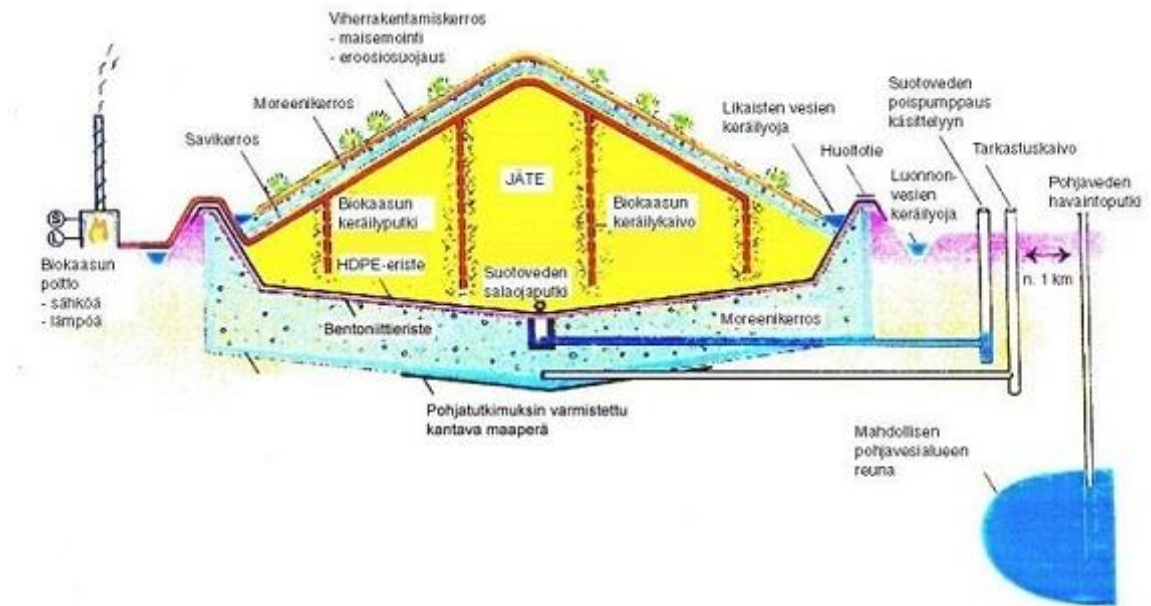 Viherrakentamiskerros
- maisemointi
- eroosiosuojaus
Moreenikerros
Savikerros
Likaisten vesien
keräilyoja
Suotoveden
poispumppaus
käsittelyyn
Huoltotie
Tarkastuskaivo
Luonnon-
vesien
keräilyoja
Pohjaveden
havaintoputki
JÄTE
Biokaasun
keräilyputki
Biokaasun
keräilykaivo
S
L
Biokaasun
poltto
- sähköä
- lämpöä
HDPE-eriste
Suotoveden
salaojaputki
n. 1 km
Bentoniittieriste
Moreenikerros
Pohjatutkimuksin varmistettu
kantava maaperä
Mahdollisen
pohjavesialueen
reuna